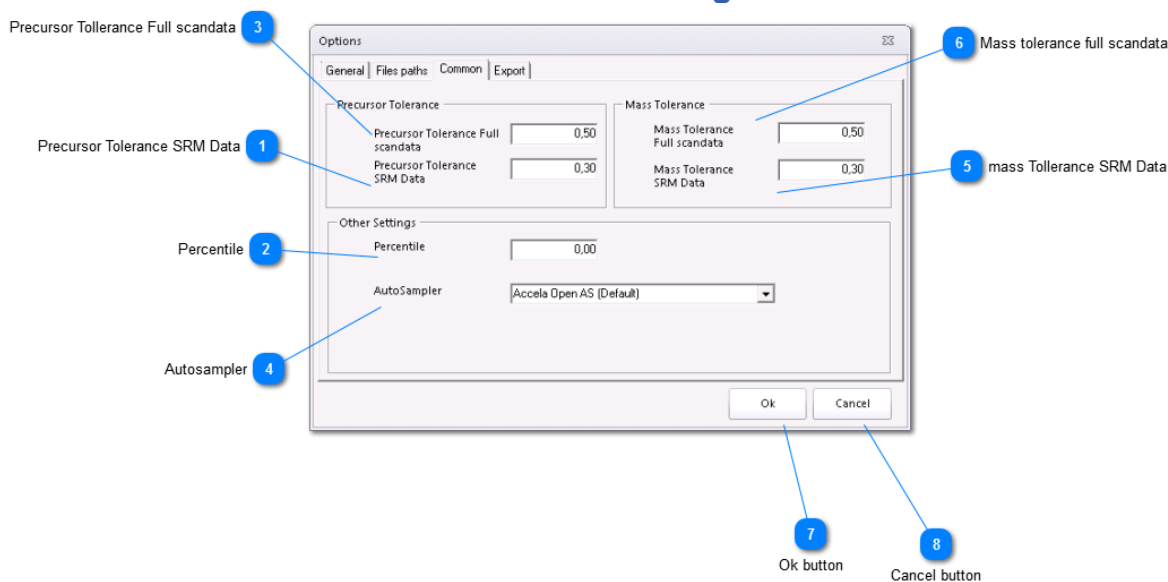 Precursor Tollerance Full scandata 3
Options
6 Mass tolerance full scandata
General Files paths Common Export
Precursor Tolerance
Mass Tolerance
Precursor Tolerance Full
scandata
0,50
Mass Tolerance
Full scandata
0,50
Precursor Tolerance SRM Data 1
Precursor Tolerance
SRM Data
0,30
Mass Tolerance
SRM Data
0,30
5 mass Tollerance SRM Data
Other Settings
Percentile 2
Percentile
0,00
AutoSampler
Accela Open AS (Default)
Autosampler 4
Ok
Cancel
7
Ok button
8
Cancel button